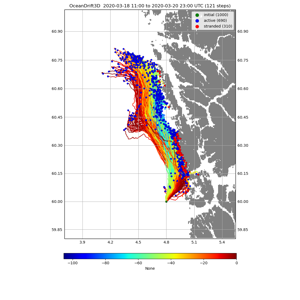 OceanDrift3D  2020-03-18 11:00 to 2020-03-20 23:00 UTC (121 steps)
initial (1000)
active (690)
stranded (310)
60.90
60.75
60.60
60.45
60.30
60.15
60.00
59.85
3.9 4.2 4.5 4.8 5.1 5.4
−100 −80 −60 −40 −20 0
None